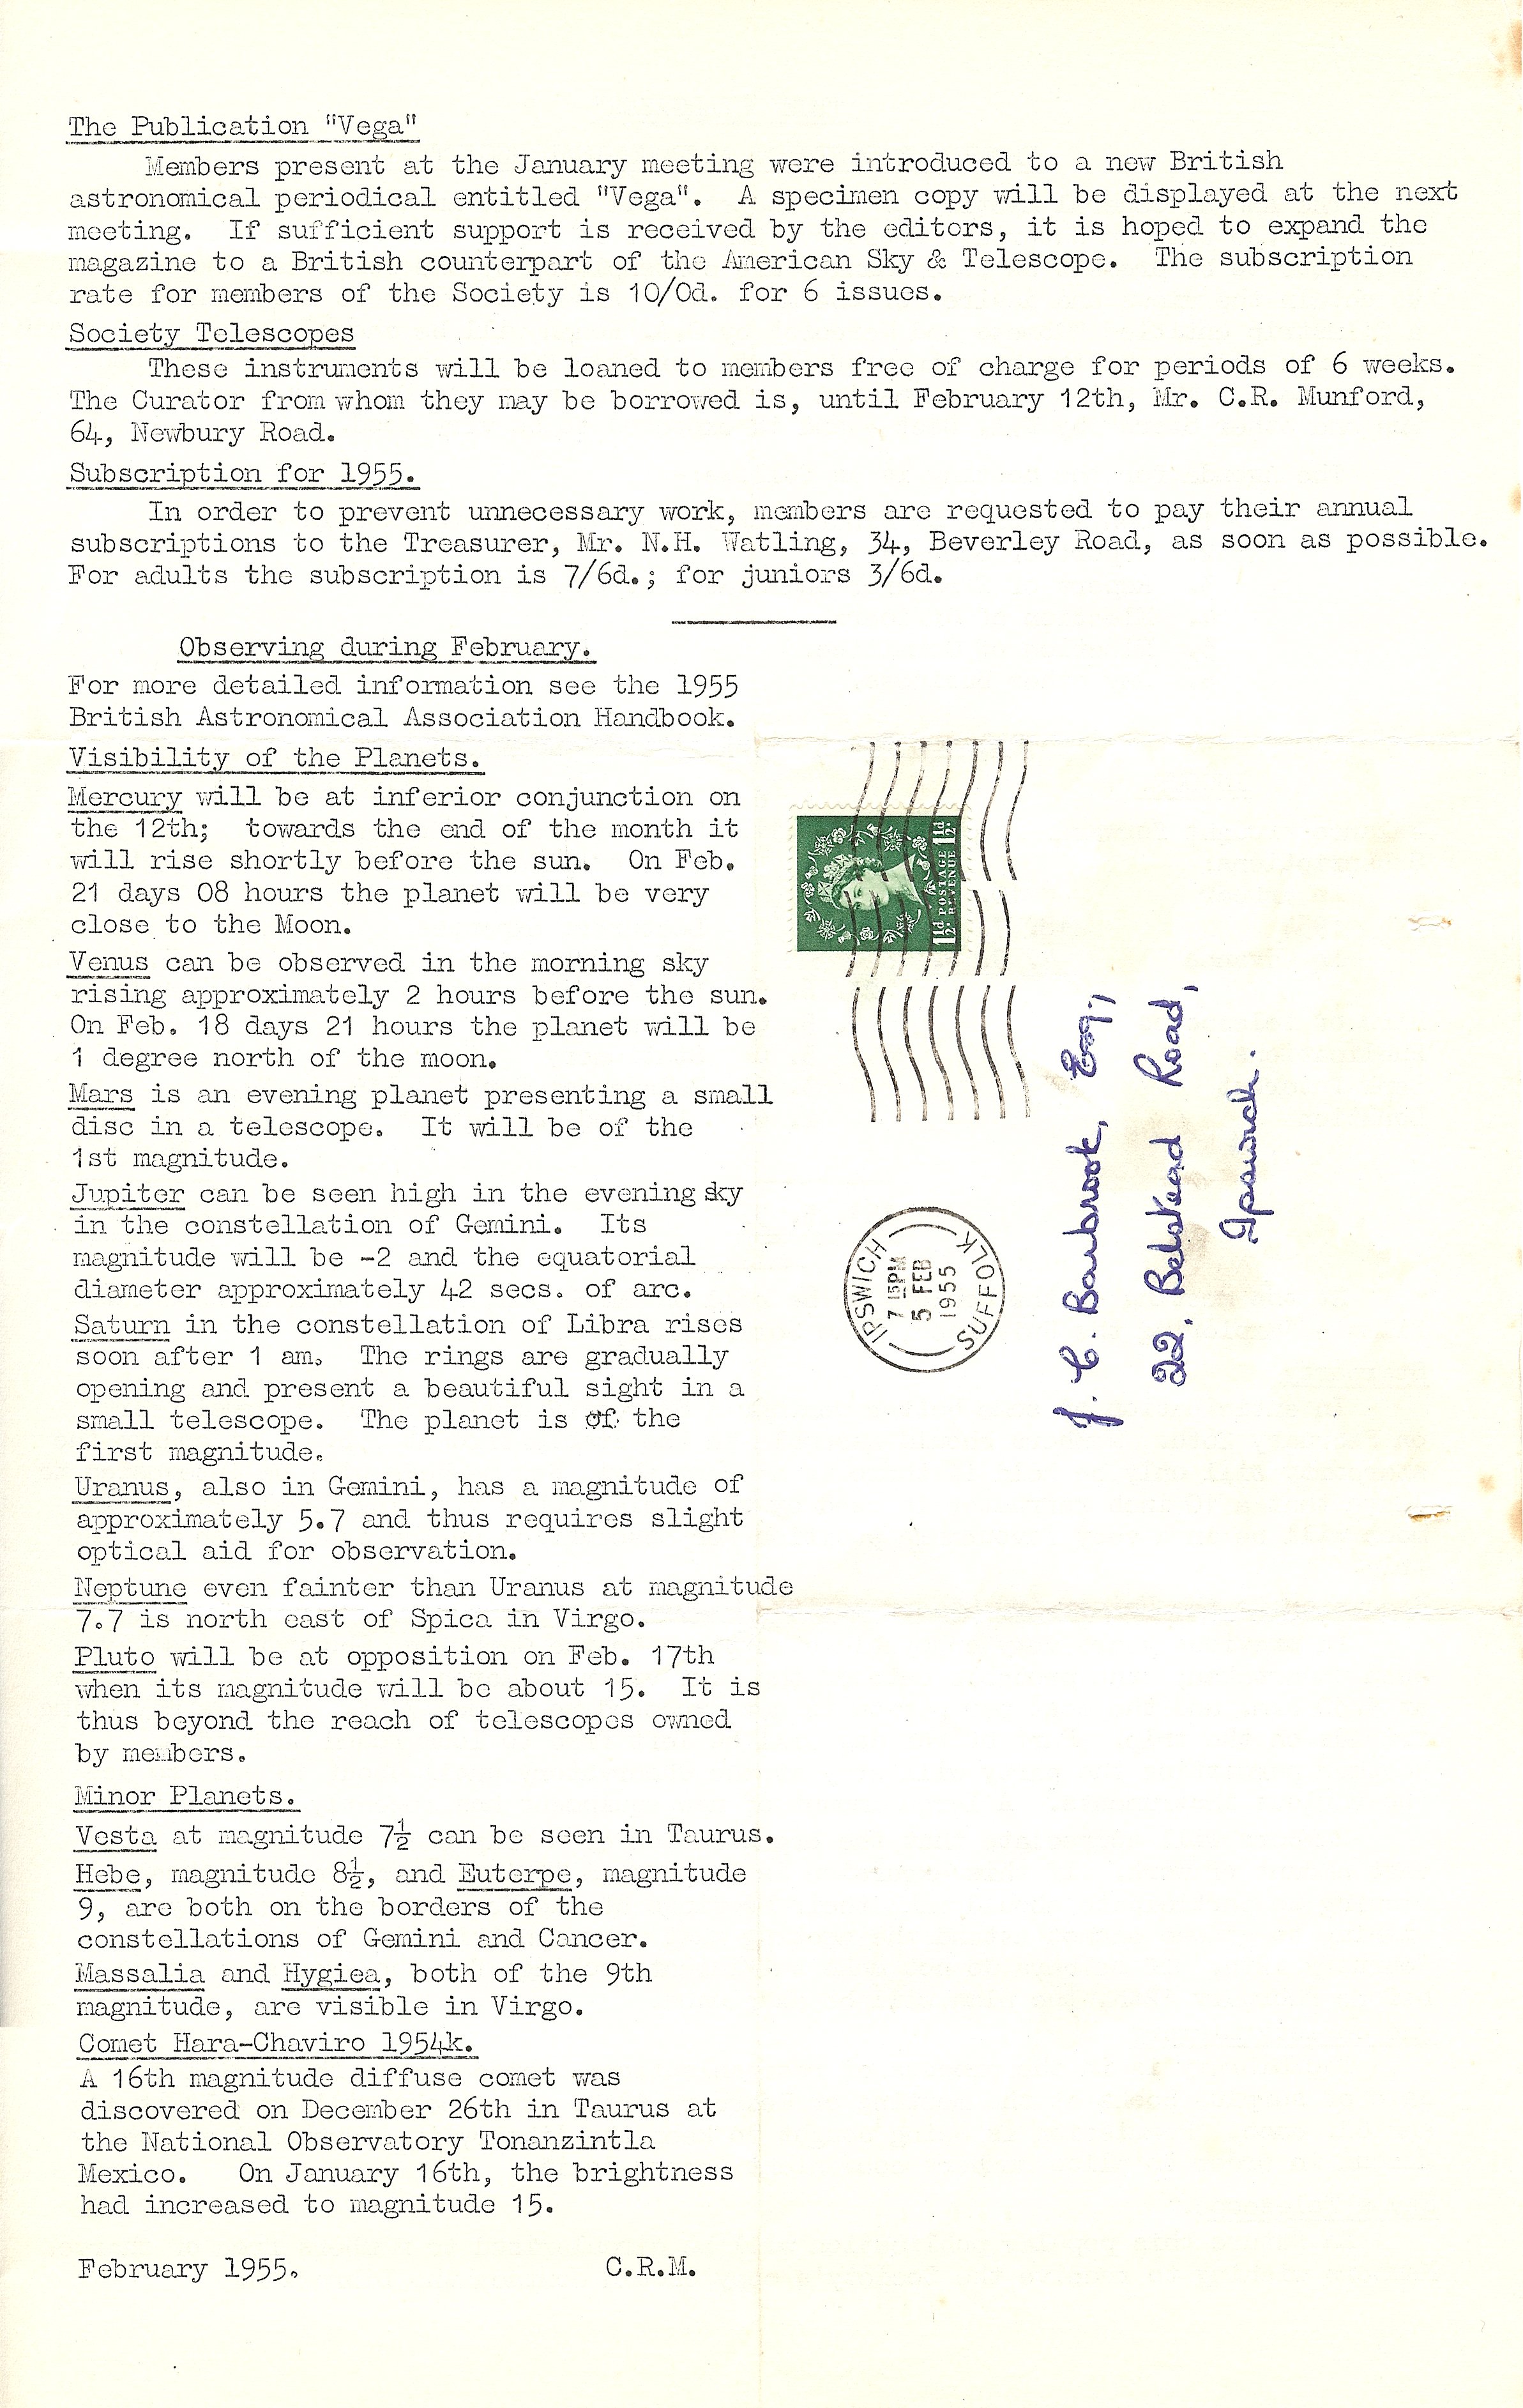 The Publication "Vega"
Members present at the January meeting were introduced to a new British
astronomical periodical entitled "Vega". A specimen copy will be displayed at the next
meeting. If sufficient support is received by the editors, it is hoped to expand the
magazine to a British counterpart of the American Sky & Telescope. The subscription
rate for members of the Society is 10/0d. for 6 issues.
Society Telescopes
These instruments will be loaned to members free of charge for periods of 6 weeks.
The Curator from whom they may be borrowed is, until February 12th, Mr. C.R. Munford,
64, Newbury Road.
Subscription for 1955.
In order to prevent unnecessary work, members are requested to pay their annual
subscriptions to the Treasurer, Mr. N.H. Watling, 34, Beverley Road, as soon as possible.
For adults the subscription is 7/6d.; for juniors 3/6d.
Observing during February.
For more detailed information see the 1955
British Astronomical Association Handbook.
Visibility of the Planets.
Mercury will be at inferior conjunction on
the 12th; towards the end of the month it
will rise shortly before the sun. On Feb.
21 days 08 hours the planet will be very
close to the Moon.
Venus can be observed in the morning sky
rising approximately 2 hours before the sun.
On Feb. 18 days 21 hours the planet will be
1 degree north of the moon.
Mars is an evening planet presenting a small
disc in a telescope. It will be of the
1st magnitude.
Jupiter can be seen high in the evening sky
in the constellation of Gemini. Its
magnitude will be -2 and the equatorial
diameter approximately 42 secs. of arc.
Saturn in the constellation of Libra rises
soon after 1 am. The rings are gradually
opening and present a beautiful sight in a
small telescope. The planet is of the
first magnitude.
Uranus, also in Gemini, has a magnitude of
approximately 5.7 and thus requires slight
optical aid for observation.
Neptune even fainter than Uranus at magnitude
7.7 is north east of Spica in Virgo.
Pluto will be at opposition on Feb. 17th
when its magnitude will be about 15. It is
thus beyond the reach of telescopes owned
by members.
Minor Planets.
Vesta at magnitude 7½ can be seen in Taurus.
Hebe, magnitude 8½, and Euterpe, magnitude
9, are both on the borders of the
constellations of Gemini and Cancer.
Massalia and Hygiea, both of the 9th
magnitude, are visible in Virgo.
Comet Hara-Chaviro 1954k.
A 16th magnitude diffuse comet was
discovered on December 26th in Taurus at
the National Observatory Tonanzintla
Mexico. On January 16th, the brightness
had increased to magnitude 15.
February 1955. C.R.M.
1½d POSTAGE REVENUE 1½d
IPSWICH
7 15PM
5 FEB
1955
SUFFOLK
J. C. Barbrook, Esq,
22, Belstead Road,
Ipswich.